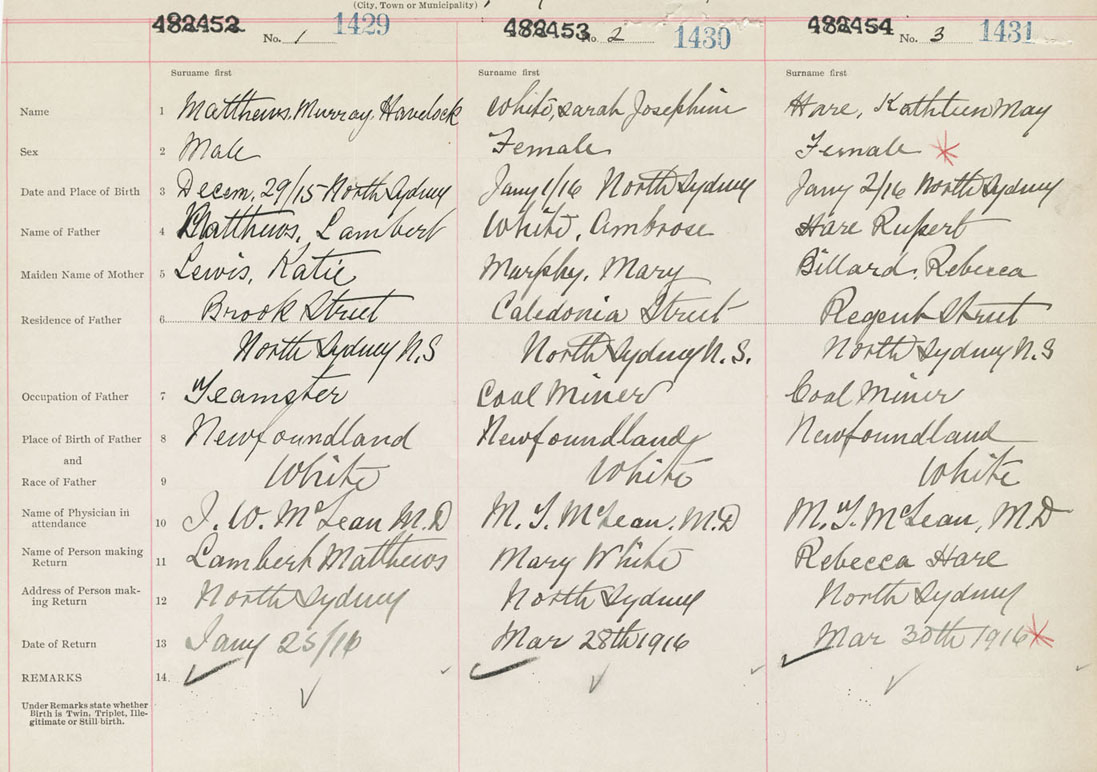 (City, Town or Municipality)
482452 No. 1 1429 482453 No. 2 1430 482454 No. 3 1431
Surname first Surname first Surname first
Name 1 Matthews, Murray Havelock White, Sarah Josephine Hare, Kathleen May
Sex 2 Male Female Female
Date and Place of Birth 3 Decem, 29/15 North Sydney Jany 1/16 North Sydney Jany 2/16 North Sydney
Name of Father 4 Matthews, Lambert White, Ambrose Hare Rupert
Maiden Name of Mother 5 Lewis, Katie Murphy, Mary Billard, Rebecca
Brook Street Caledonia Street Regent Street
Residence of Father 6
North Sydney N.S North Sydney N.S. North Sydney N.S
Occupation of Father 7 Teamster Coal Miner Coal Miner
Place of Birth of Father 8 Newfoundland Newfoundland Newfoundland
and
Race of Father 9 White White White
Name of Physician in
attendance 10 J. W. McLean M.D M. T. McLean, M.D M. T. McLean, M.D
Name of Person making
Return 11 Lambert Matthews Mary White Rebecca Hare
Address of Person mak-
ing Return 12 North Sydney North Sydney North Sydney
Date of Return 13 Jany 25/16 Mar 28th 1916 Mar 30th 1916
REMARKS 14
Under Remarks state whether
Birth is Twin, Triplet, Ille-
gitimate or Still-birth.